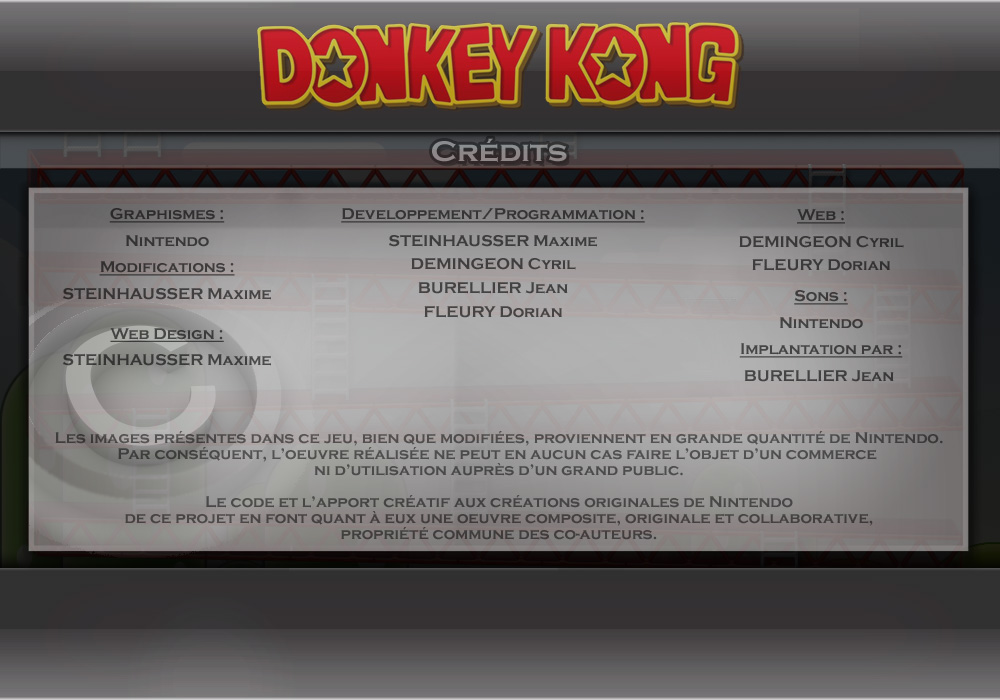 DONKEY KONG
CRÉDITS
GRAPHISMES :
NINTENDO
MODIFICATIONS :
STEINHAUSSER MAXIME
WEB DESIGN :
STEINHAUSSER MAXIME
DEVELOPPEMENT/PROGRAMMATION :
STEINHAUSSER MAXIME
DEMINGEON CYRIL
BURELLIER JEAN
FLEURY DORIAN
WEB :
DEMINGEON CYRIL
FLEURY DORIAN
SONS :
NINTENDO
IMPLANTATION PAR :
BURELLIER JEAN
LES IMAGES PRÉSENTES DANS CE JEU, BIEN QUE MODIFIÉES, PROVIENNENT EN GRANDE QUANTITÉ DE NINTENDO.
PAR CONSÉQUENT, L'OEUVRE RÉALISÉE NE PEUT EN AUCUN CAS FAIRE L'OBJET D'UN COMMERCE
NI D'UTILISATION AUPRÈS D'UN GRAND PUBLIC.
LE CODE ET L'APPORT CRÉATIF AUX CRÉATIONS ORIGINALES DE NINTENDO
DE CE PROJET EN FONT QUANT À EUX UNE OEUVRE COMPOSITE, ORIGINALE ET COLLABORATIVE,
PROPRIÉTÉ COMMUNE DES CO-AUTEURS.